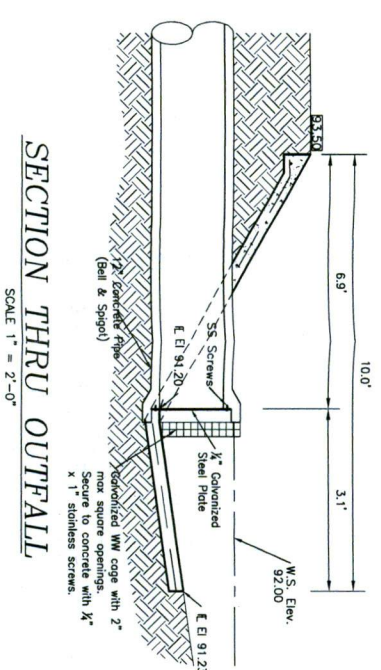 93.50
10.0'
6.9'
3.1'
W.S. Elev.
92.00
SS. Screws
¼" Galvanized
Steel Plate
℄ El 91.20
12" Concrete Pipe
(Bell & Spigot)
Galvanized WW cage with 2"
max square openings.
Secure to concrete with ¼"
x 1" stainless screws.
SECTION THRU OUTFALL
SCALE 1" = 2'-0"